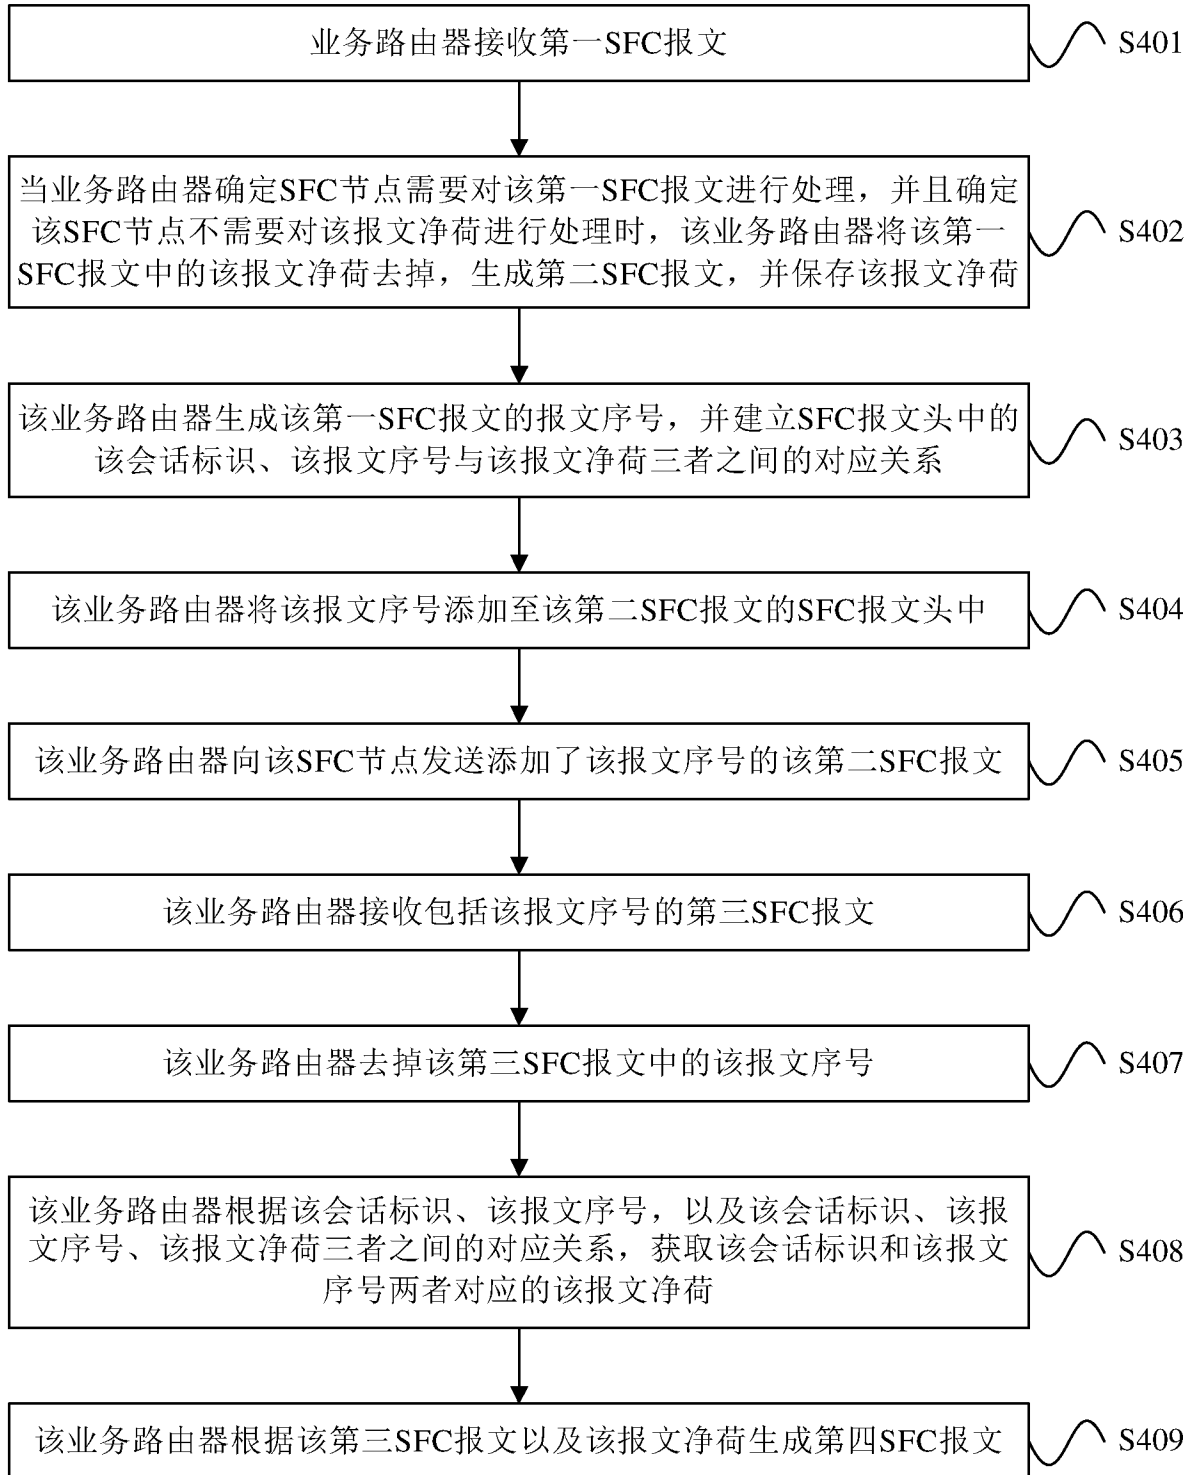 业务路由器接收第一SFC报文
S401
当业务路由器确定SFC节点需要对该第一SFC报文进行处理，并且确定
该SFC节点不需要对该报文净荷进行处理时，该业务路由器将该第一
SFC报文中的该报文净荷去掉，生成第二SFC报文，并保存该报文净荷
S402
该业务路由器生成该第一SFC报文的报文序号，并建立SFC报文头中的
该会话标识、该报文序号与该报文净荷三者之间的对应关系
S403
该业务路由器将该报文序号添加至该第二SFC报文的SFC报文头中
S404
该业务路由器向该SFC节点发送添加了该报文序号的该第二SFC报文
S405
该业务路由器接收包括该报文序号的第三SFC报文
S406
该业务路由器去掉该第三SFC报文中的该报文序号
S407
该业务路由器根据该会话标识、该报文序号，以及该会话标识、该报
文序号、该报文净荷三者之间的对应关系，获取该会话标识和该报文
序号两者对应的该报文净荷
S408
该业务路由器根据该第三SFC报文以及该报文净荷生成第四SFC报文
S409